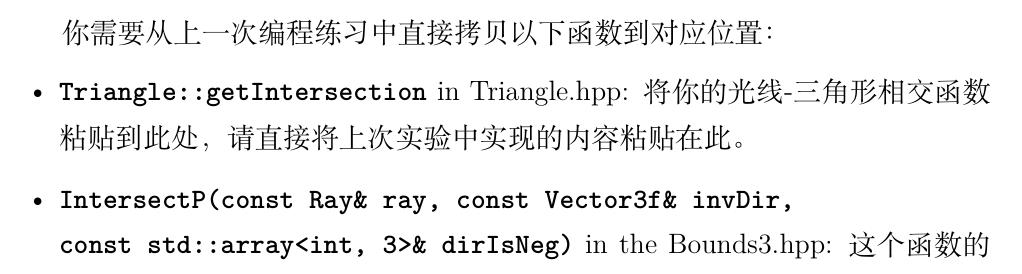 你需要从上一次编程练习中直接拷贝以下函数到对应位置：
• Triangle::getIntersection in Triangle.hpp: 将你的光线-三角形相交函数
粘贴到此处，请直接将上次实验中实现的内容粘贴在此。
• IntersectP(const Ray& ray, const Vector3f& invDir,
const std::array<int, 3>& dirIsNeg) in the Bounds3.hpp: 这个函数的